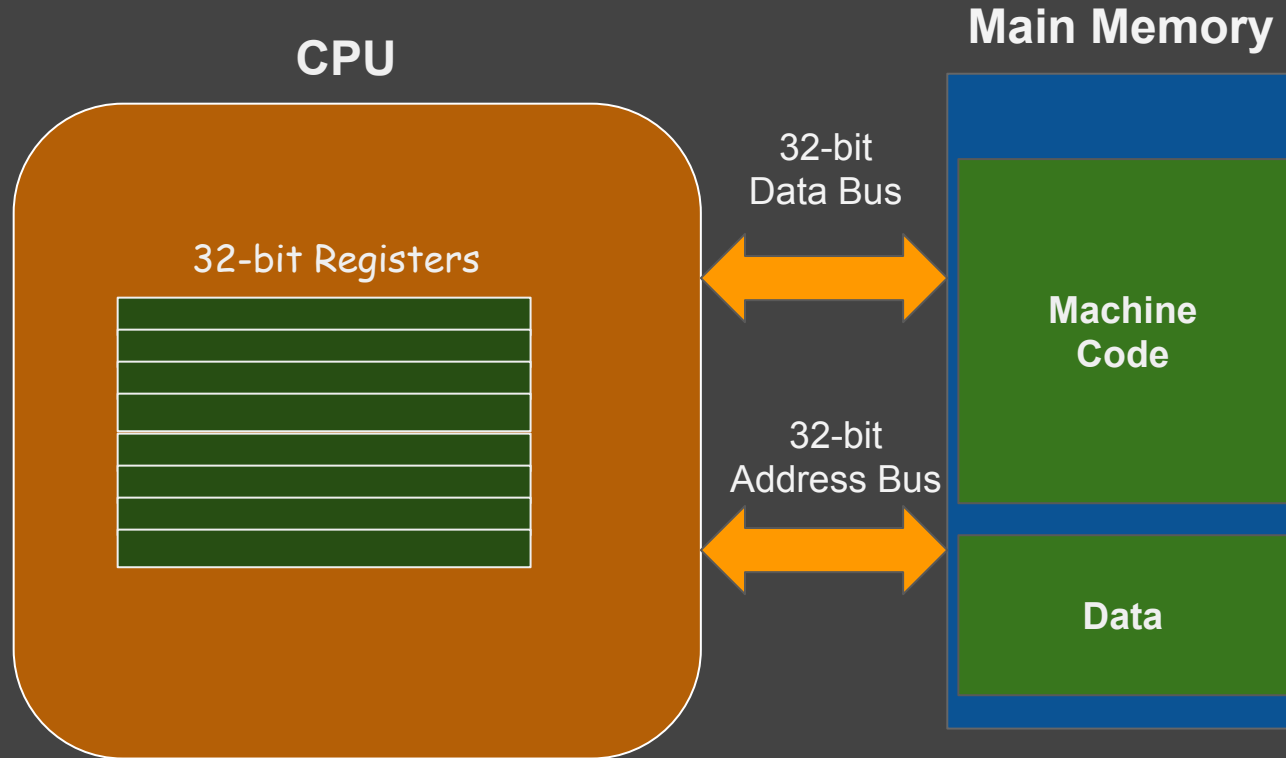 CPU
Main Memory
32-bit
Data Bus
32-bit Registers
Machine
Code
32-bit
Address Bus
Data